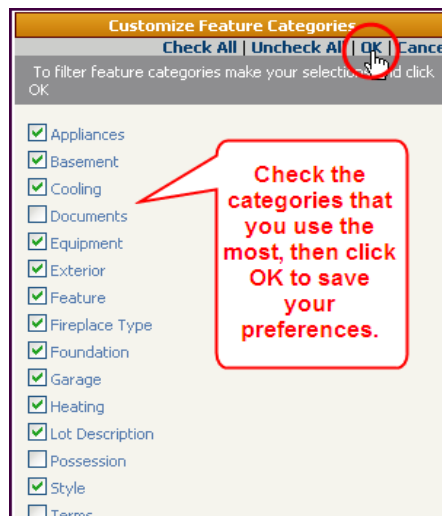 Customize Feature Categories
Check All | Uncheck All | OK | Cance
To filter feature categories make your selections and click
OK
Appliances
Basement
Cooling
Documents
Equipment
Exterior
Feature
Fireplace Type
Foundation
Garage
Heating
Lot Description
Possession
Style
Terms
Check the
categories that
you use the
most, then click
OK to save
your
preferences.